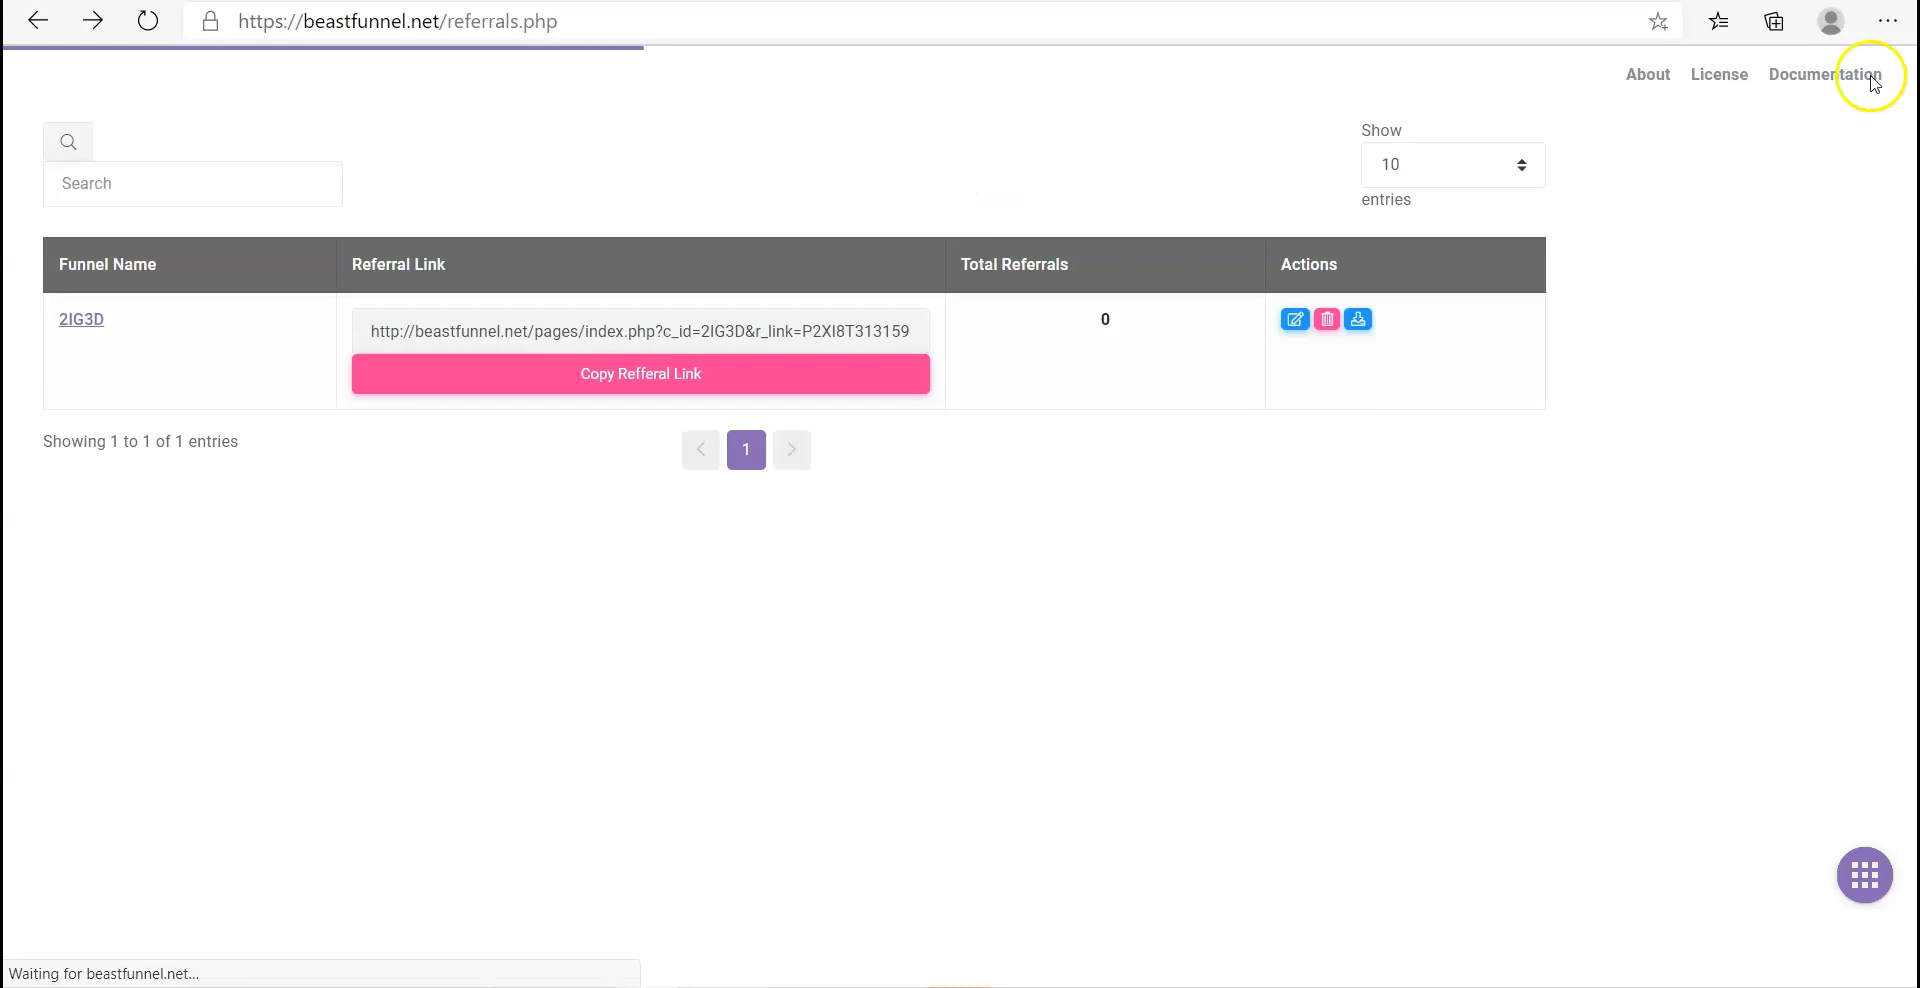 https://beastfunnel.net/referrals.php
About License Documentation
Show
10
Search
entries
Funnel Name Referral Link Total Referrals Actions
2IG3D http://beastfunnel.net/pages/index.php?c_id=2IG3D&r_link=P2XI8T313159 0
Copy Refferal Link
Showing 1 to 1 of 1 entries
1
Waiting for beastfunnel.net...